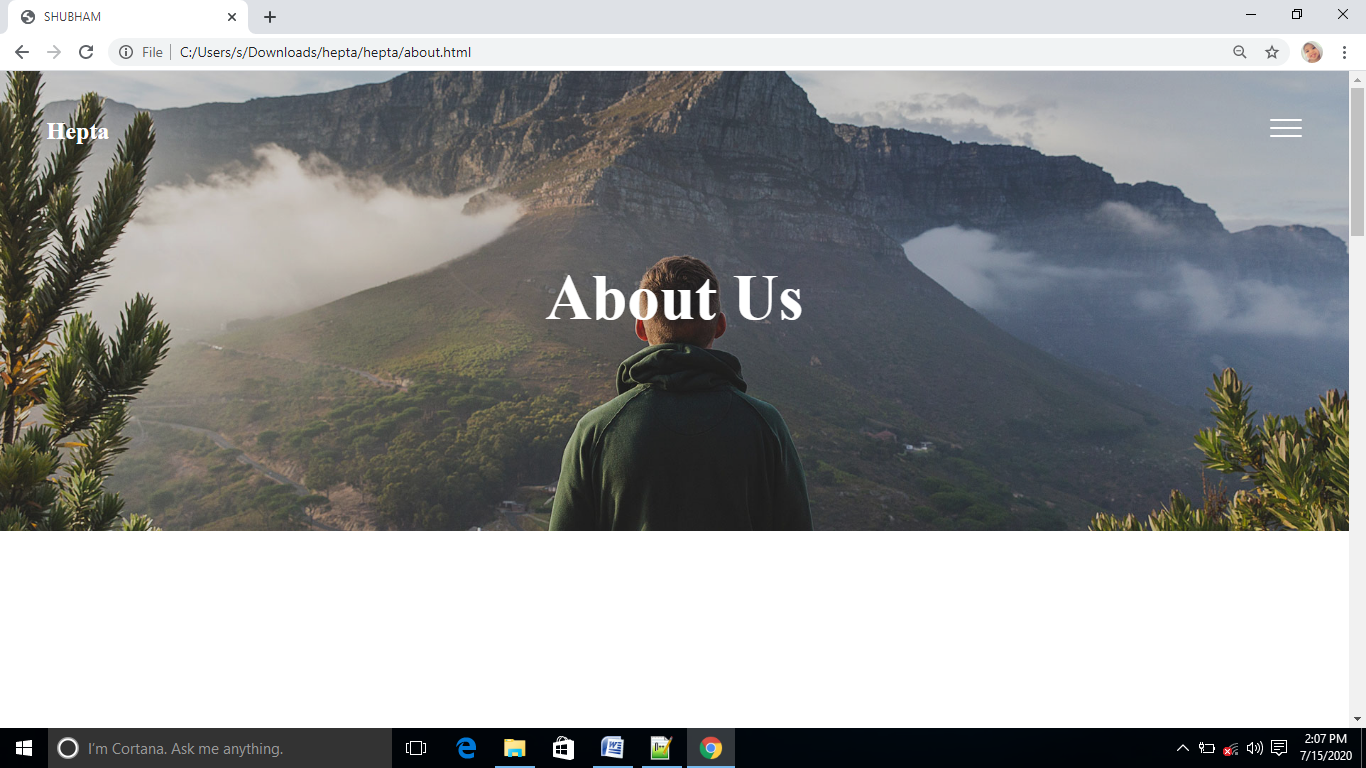 SHUBHAM
File
C:/Users/s/Downloads/hepta/hepta/about.html
Hepta
About Us
I'm Cortana. Ask me anything.
2:07 PM
7/15/2020